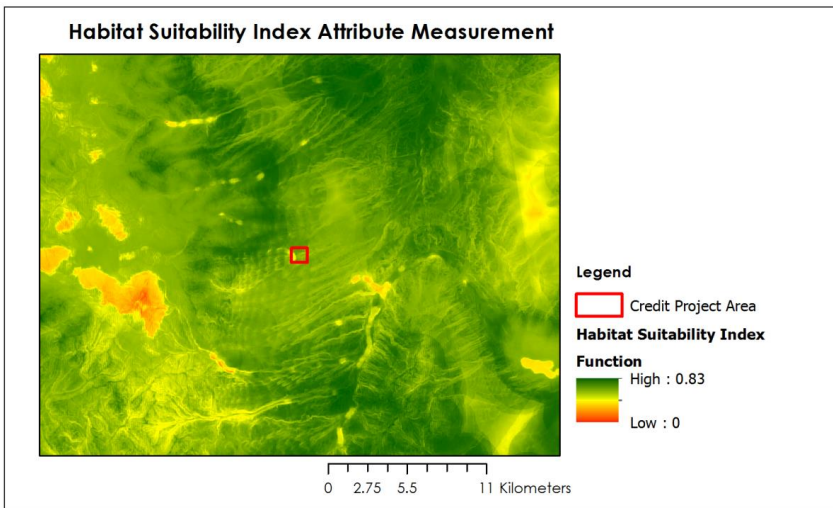 Habitat Suitability Index Attribute Measurement
Legend
Credit Project Area
Habitat Suitability Index
Function
High : 0.83
Low : 0
0 2.75 5.5 11 Kilometers